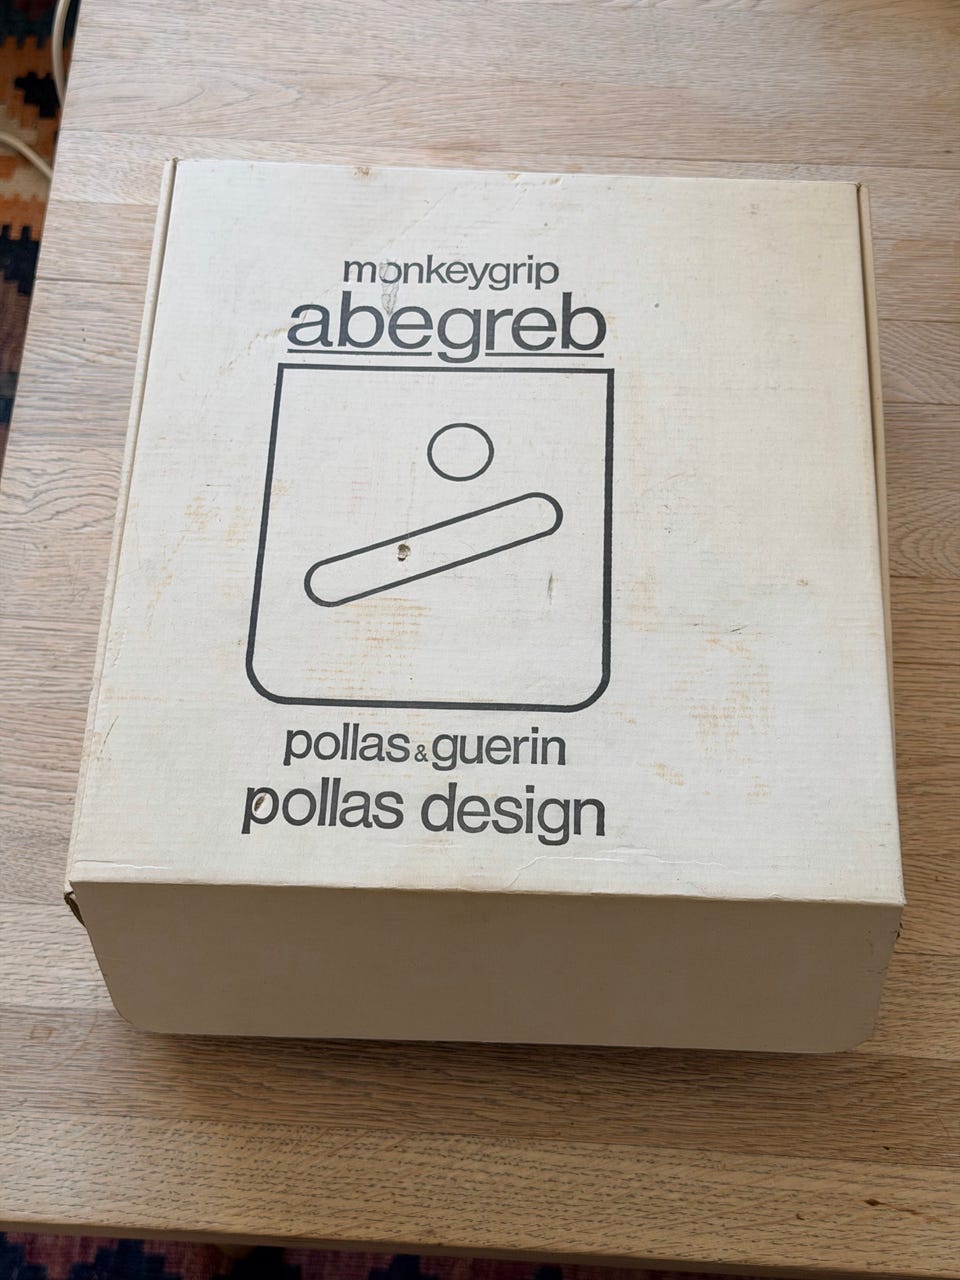 monkeygrip
abegreb
pollas & guerin
pollas design